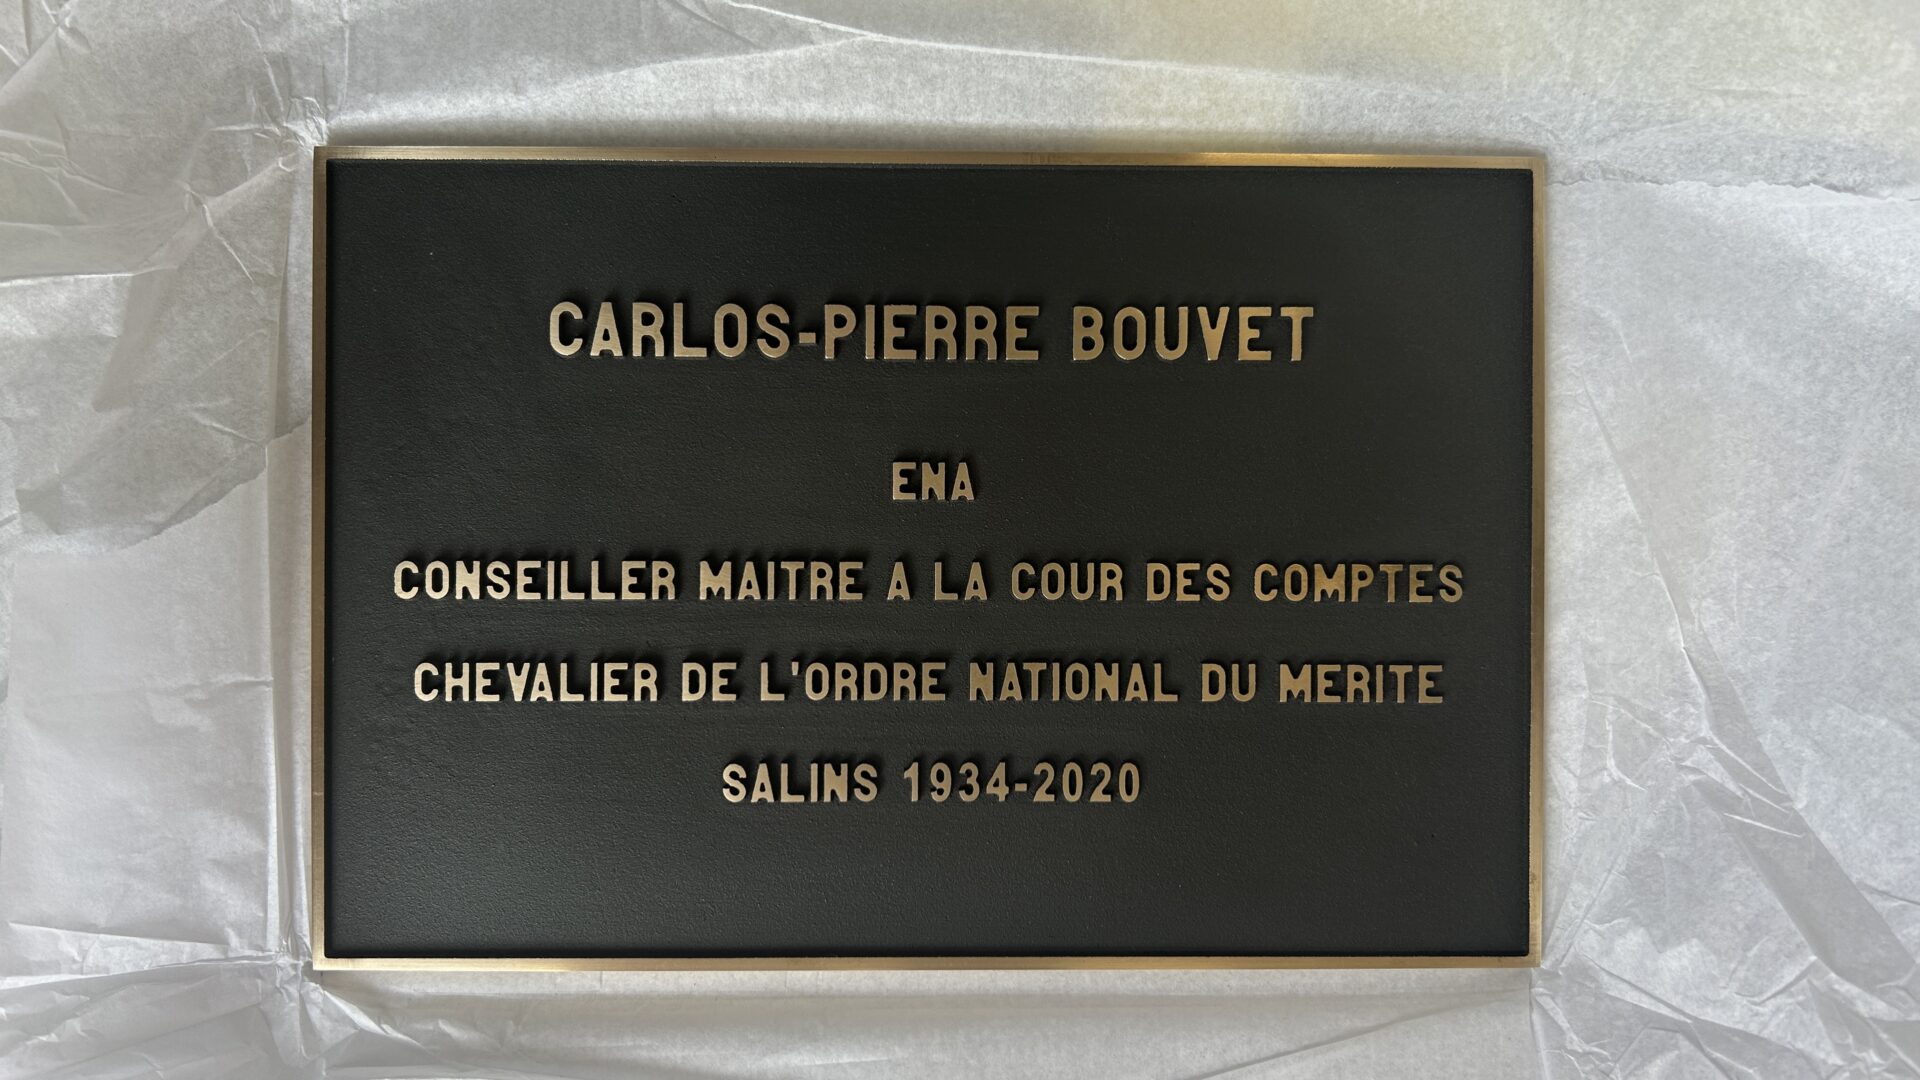 CARLOS-PIERRE BOUVET
ENA
CONSEILLER MAITRE A LA COUR DES COMPTES
CHEVALIER DE L'ORDRE NATIONAL DU MERITE
SALINS 1934-2020